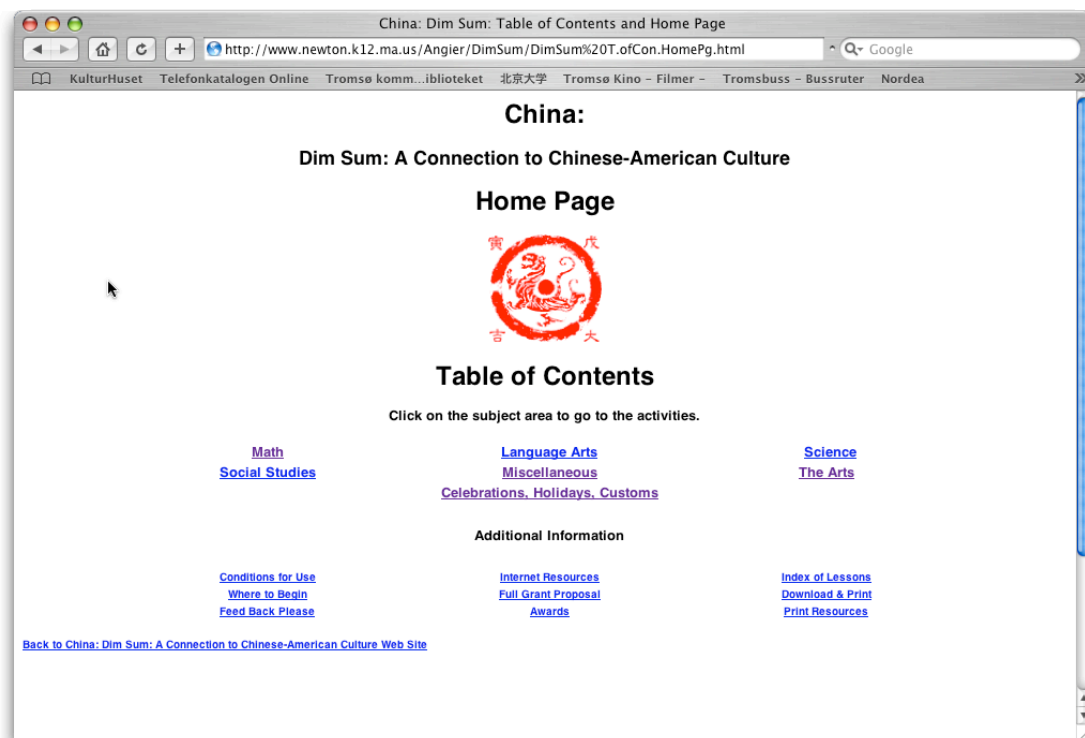 China: Dim Sum: Table of Contents and Home Page
http://www.newton.k12.ma.us/Angier/DimSum/DimSum%20T.ofCon.HomePg.html
Google
KulturHuset Telefonkatalogen Online Tromsø komm...iblioteket 北京大学 Tromsø Kino – Filmer – Tromsbuss – Bussruter Nordea
China:
Dim Sum: A Connection to Chinese-American Culture
Home Page
寅 戊
吉 大
Table of Contents
Click on the subject area to go to the activities.
Math Language Arts Science
Social Studies Miscellaneous The Arts
Celebrations, Holidays, Customs
Additional Information
Conditions for Use Internet Resources Index of Lessons
Where to Begin Full Grant Proposal Download & Print
Feed Back Please Awards Print Resources
Back to China: Dim Sum: A Connection to Chinese-American Culture Web Site